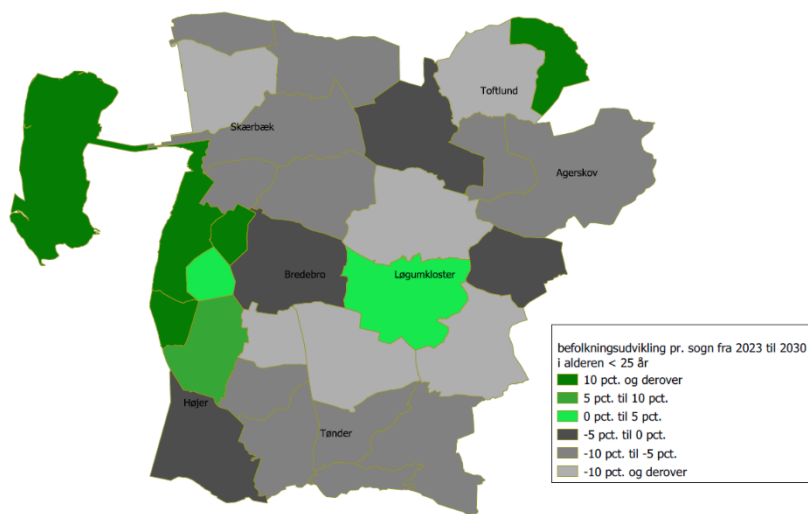 Toftlund
Skærbæk
Agerskov
Bredebro
Løgumkloster
Højer
Tønder
befolkningsudvikling pr. sogn fra 2023 til 2030
i alderen < 25 år
10 pct. og derover
5 pct. til 10 pct.
0 pct til 5 pct.
-5 pct. til 0 pct.
-10 pct. til -5 pct.
-10 pct. og derover